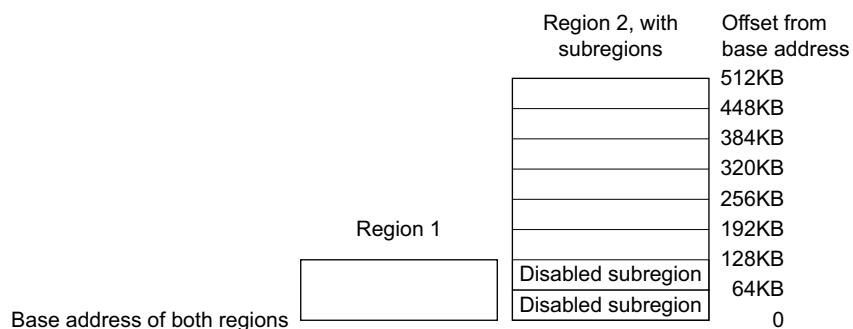 Region 2, with
subregions
Offset from
base address
512KB
448KB
384KB
320KB
256KB
Region 1
192KB
128KB
Disabled subregion
64KB
Disabled subregion
Base address of both regions
0